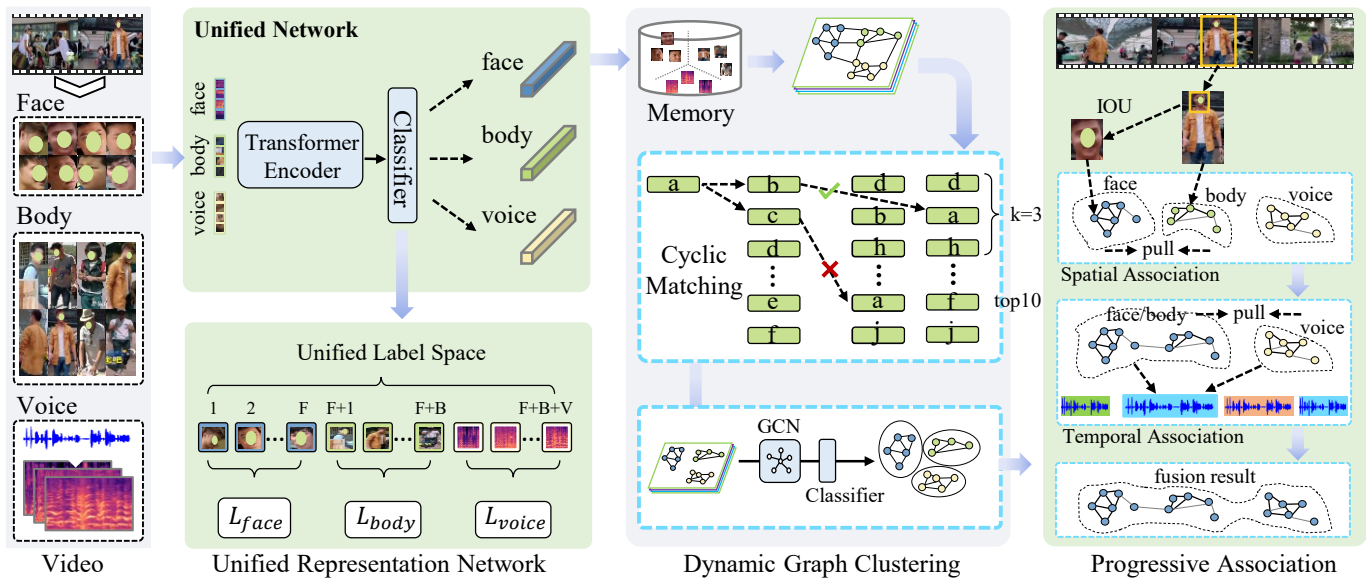 Face
Body
Voice
Video
Unified Network
face
body
voice
Transformer
Encoder
Classifier
face
body
voice
Unified Label Space
1
2
F
F+1
F+B
F+B+V
L_face
L_body
L_voice
Unified Representation Network
Memory
a
b
d
d
c
b
a
k=3
d
h
h
Cyclic
Matching
e
a
f
top10
f
j
j
GCN
Classifier
Dynamic Graph Clustering
IOU
face
body
voice
pull
Spatial Association
face/body
pull
voice
Temporal Association
fusion result
Progressive Association